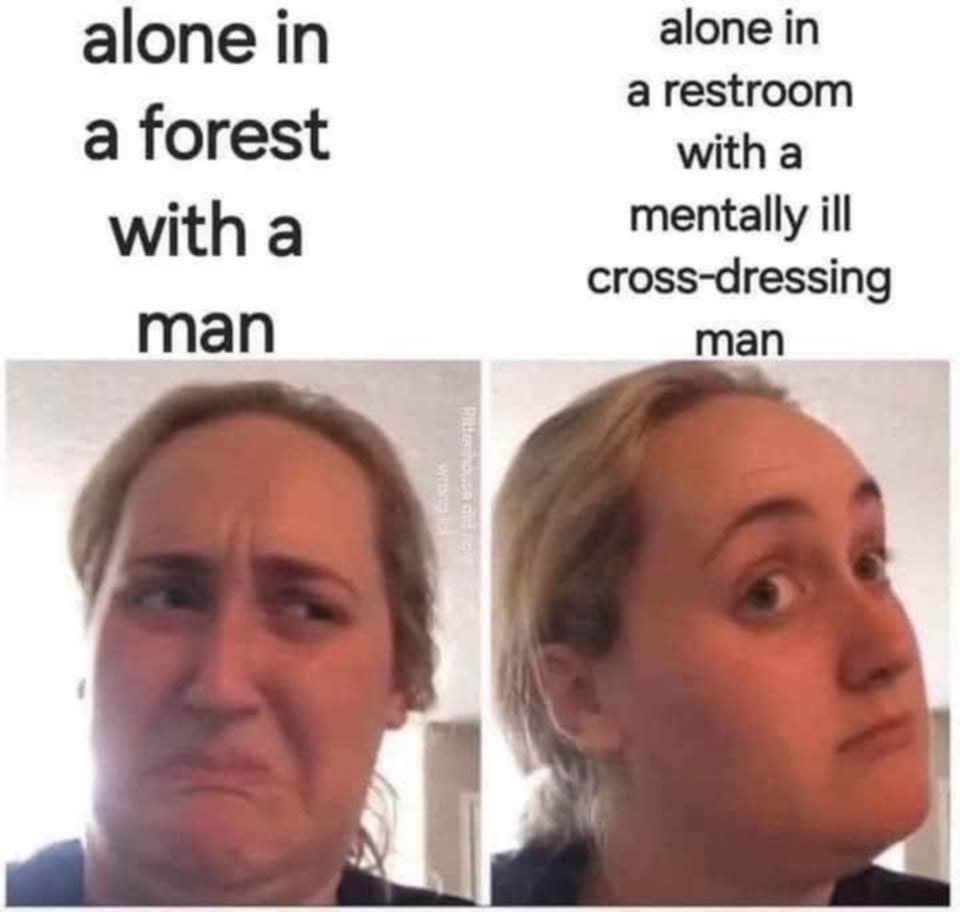 alone in
a forest
with a
man
alone in
a restroom
with a
mentally ill
cross-dressing
man